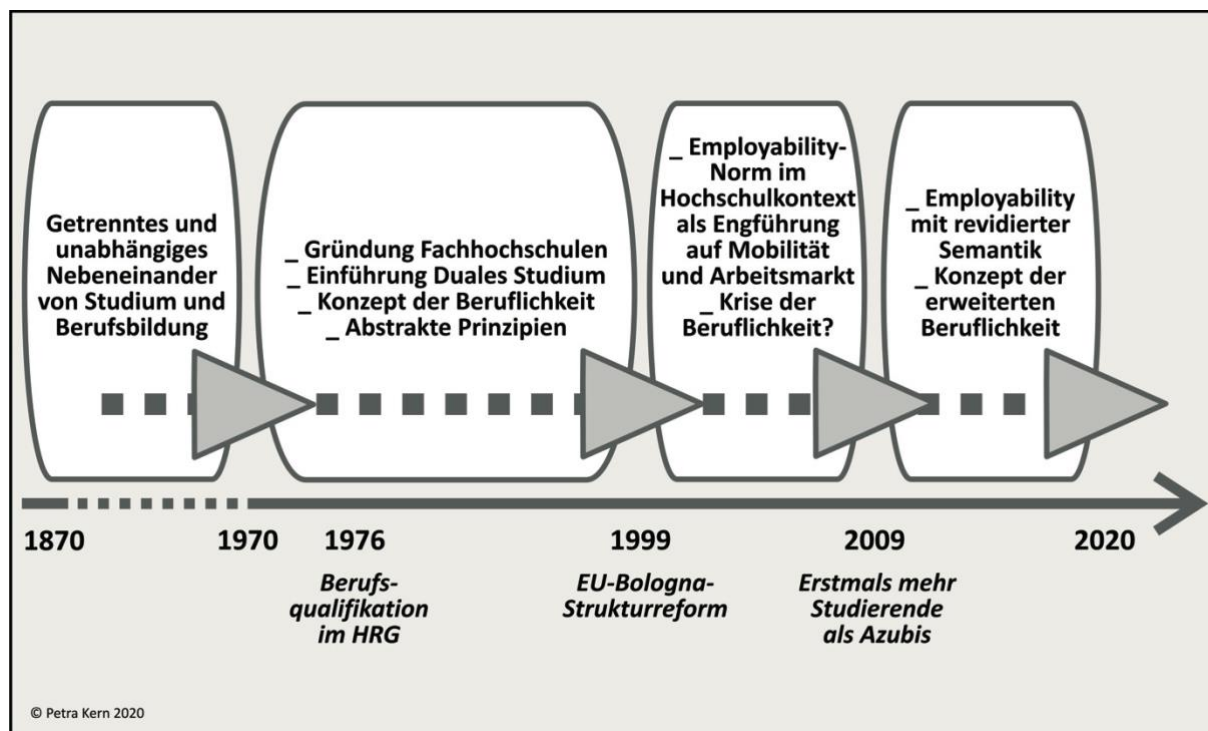 Getrenntes und
unabhängiges
Nebeneinander
von Studium und
Berufsbildung
_ Gründung Fachhochschulen
_ Einführung Duales Studium
_ Konzept der Beruflichkeit
_ Abstrakte Prinzipien
_ Employability-
Norm im
Hochschulkontext
als Engführung
auf Mobilität
und Arbeitsmarkt
_ Krise der
Beruflichkeit?
_ Employability
mit revidierter
Semantik
_ Konzept der
erweiterten
Beruflichkeit
1870
1970
1976
1999
2009
2020
Berufs-
qualifikation
im HRG
EU-Bologna-
Strukturreform
Erstmals mehr
Studierende
als Azubis
© Petra Kern 2020